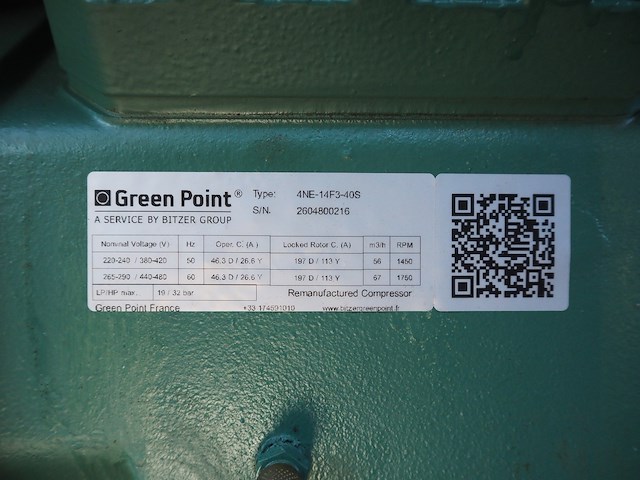 Green Point®
A SERVICE BY BITZER GROUP
Type: 4NE-14F3-40S
S/N. 2604800216
Nominal Voltage (V) Hz Oper. C. (A) Locked Rotor C. (A) m3/h RPM
220-240 / 380-420 50 46.3 D / 26.6 Y 197 D / 113 Y 56 1450
265-290 / 440-480 60 46.3 D / 26.6 Y 197 D / 113 Y 67 1750
LP/HP max. 19 / 32 bar
Remanufactured Compressor
Green Point France +33 174591010 www.bitzergreenpoint.fr